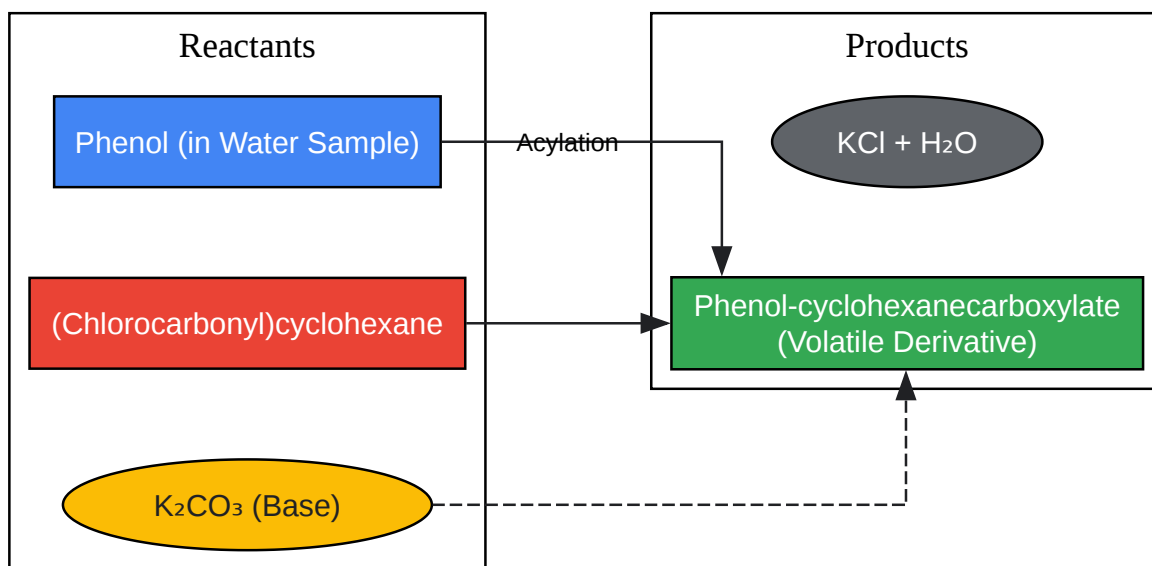 Reactants
Products
Phenol (in Water Sample)
Acylation
KCl + H₂O
(Chlorocarbonyl)cyclohexane
Phenol-cyclohexanecarboxylate
(Volatile Derivative)
K₂CO₃ (Base)